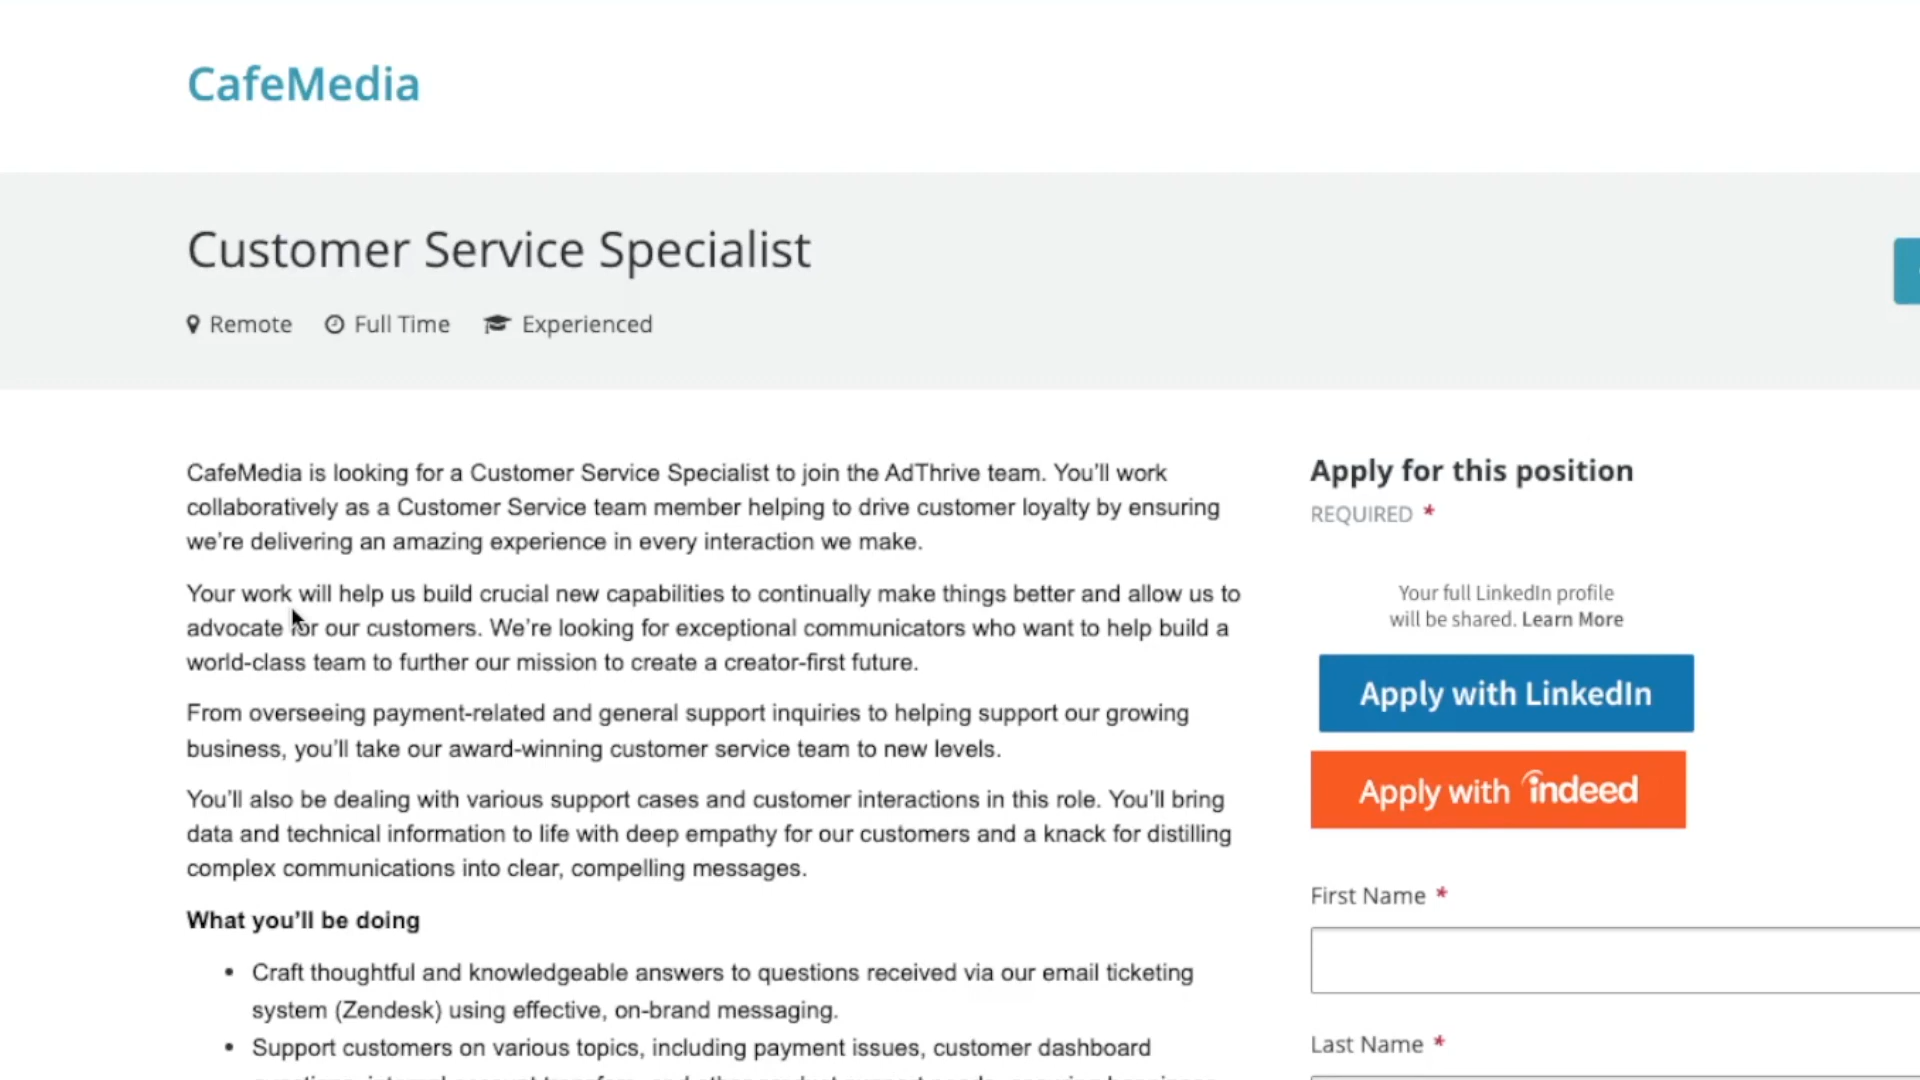 CafeMedia
Customer Service Specialist
Remote Full Time Experienced
CafeMedia is looking for a Customer Service Specialist to join the AdThrive team. You’ll work
collaboratively as a Customer Service team member helping to drive customer loyalty by ensuring
we’re delivering an amazing experience in every interaction we make.
Your work will help us build crucial new capabilities to continually make things better and allow us to
advocate for our customers. We’re looking for exceptional communicators who want to help build a
world-class team to further our mission to create a creator-first future.
From overseeing payment-related and general support inquiries to helping support our growing
business, you’ll take our award-winning customer service team to new levels.
You’ll also be dealing with various support cases and customer interactions in this role. You’ll bring
data and technical information to life with deep empathy for our customers and a knack for distilling
complex communications into clear, compelling messages.
What you’ll be doing
• Craft thoughtful and knowledgeable answers to questions received via our email ticketing
system (Zendesk) using effective, on-brand messaging.
• Support customers on various topics, including payment issues, customer dashboard
Apply for this position
REQUIRED *
Your full LinkedIn profile
will be shared. Learn More
Apply with LinkedIn
Apply with indeed
First Name *
Last Name *